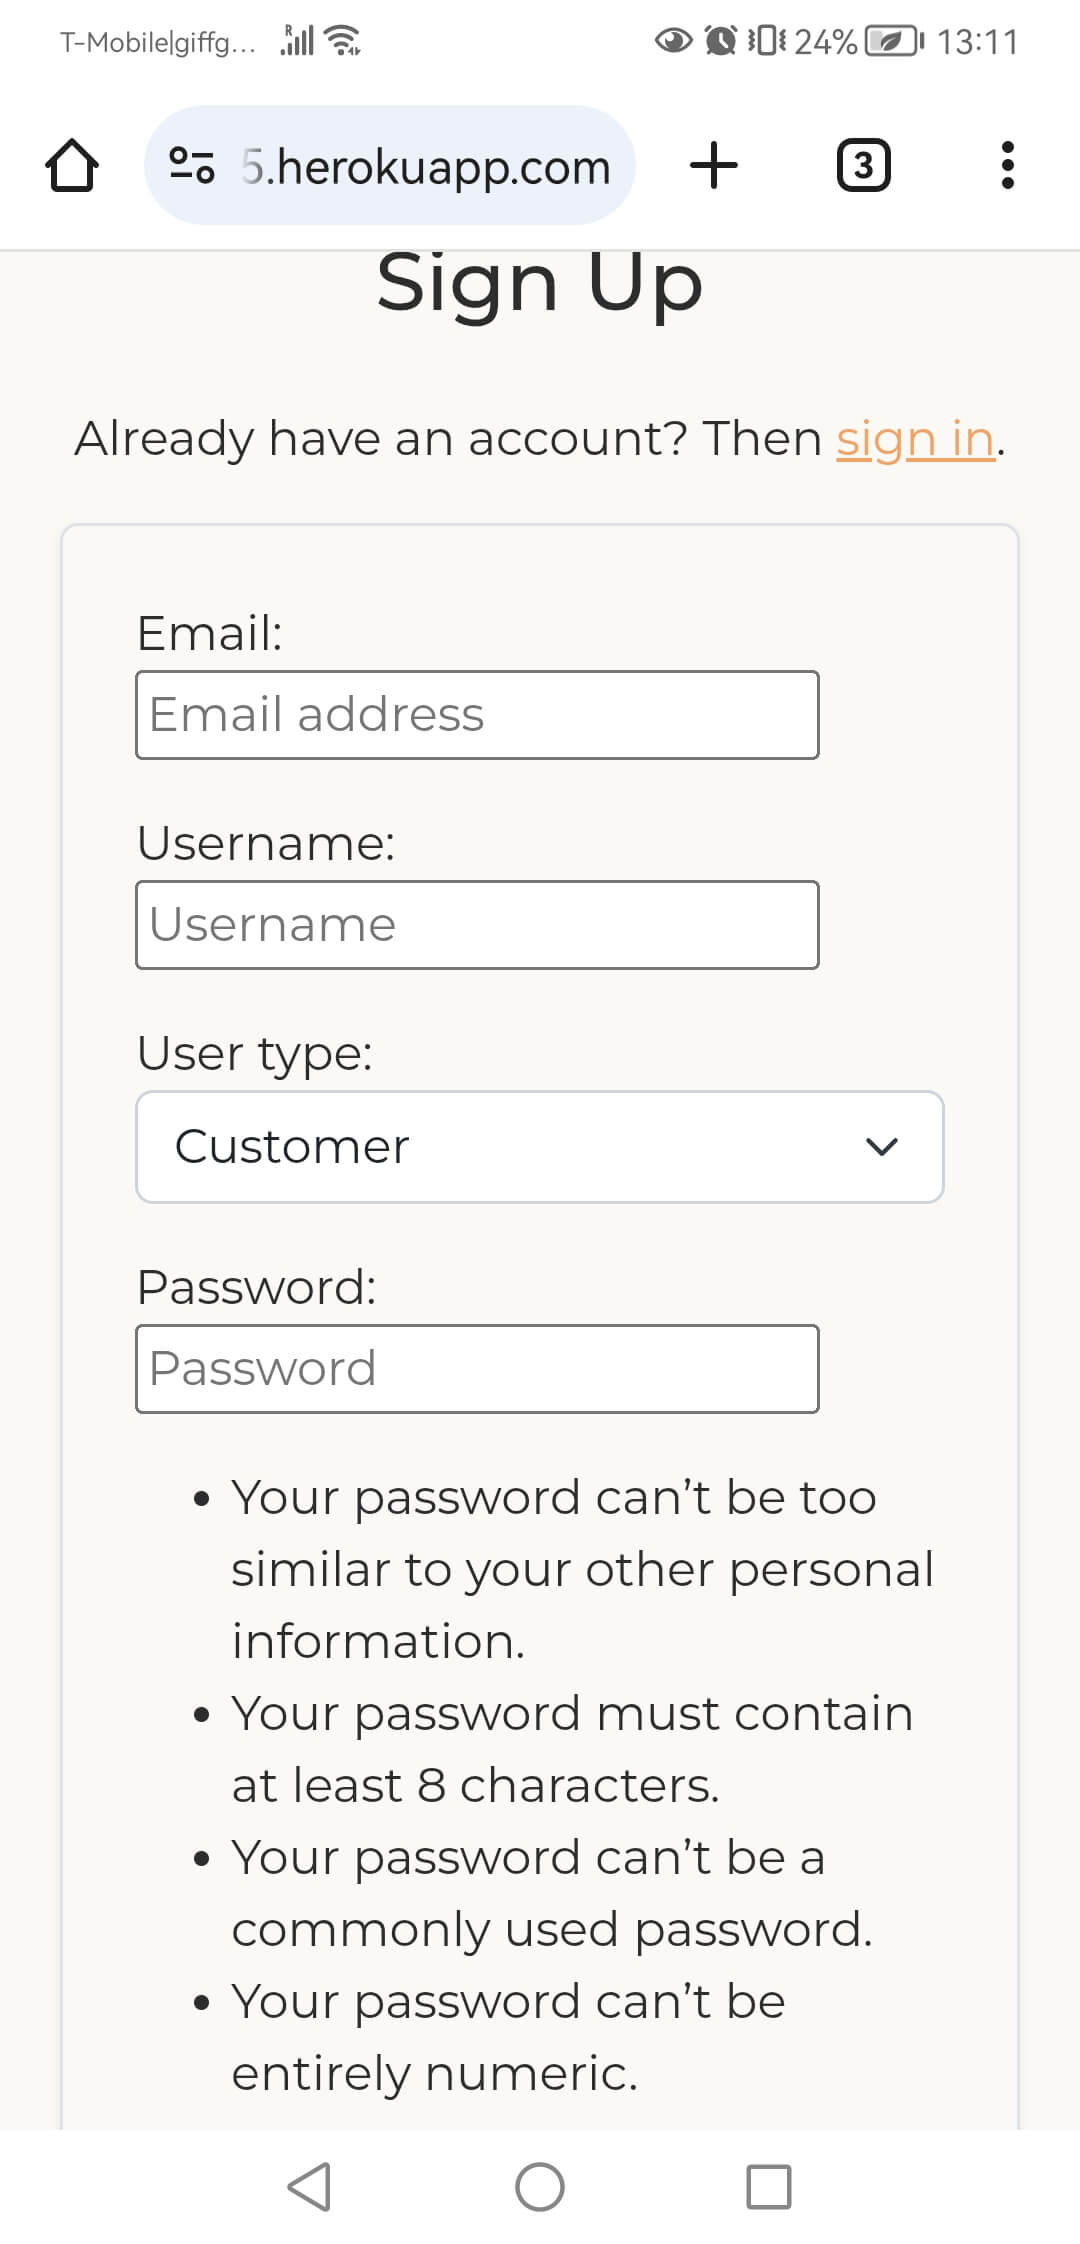 T-Mobile|giffg... 24% 13:11
5.herokuapp.com 3
Sign Up
Already have an account? Then sign in.
Email:
Email address
Username:
Username
User type:
Customer
Password:
Password
• Your password can’t be too
similar to your other personal
information.
• Your password must contain
at least 8 characters.
• Your password can’t be a
commonly used password.
• Your password can’t be
entirely numeric.